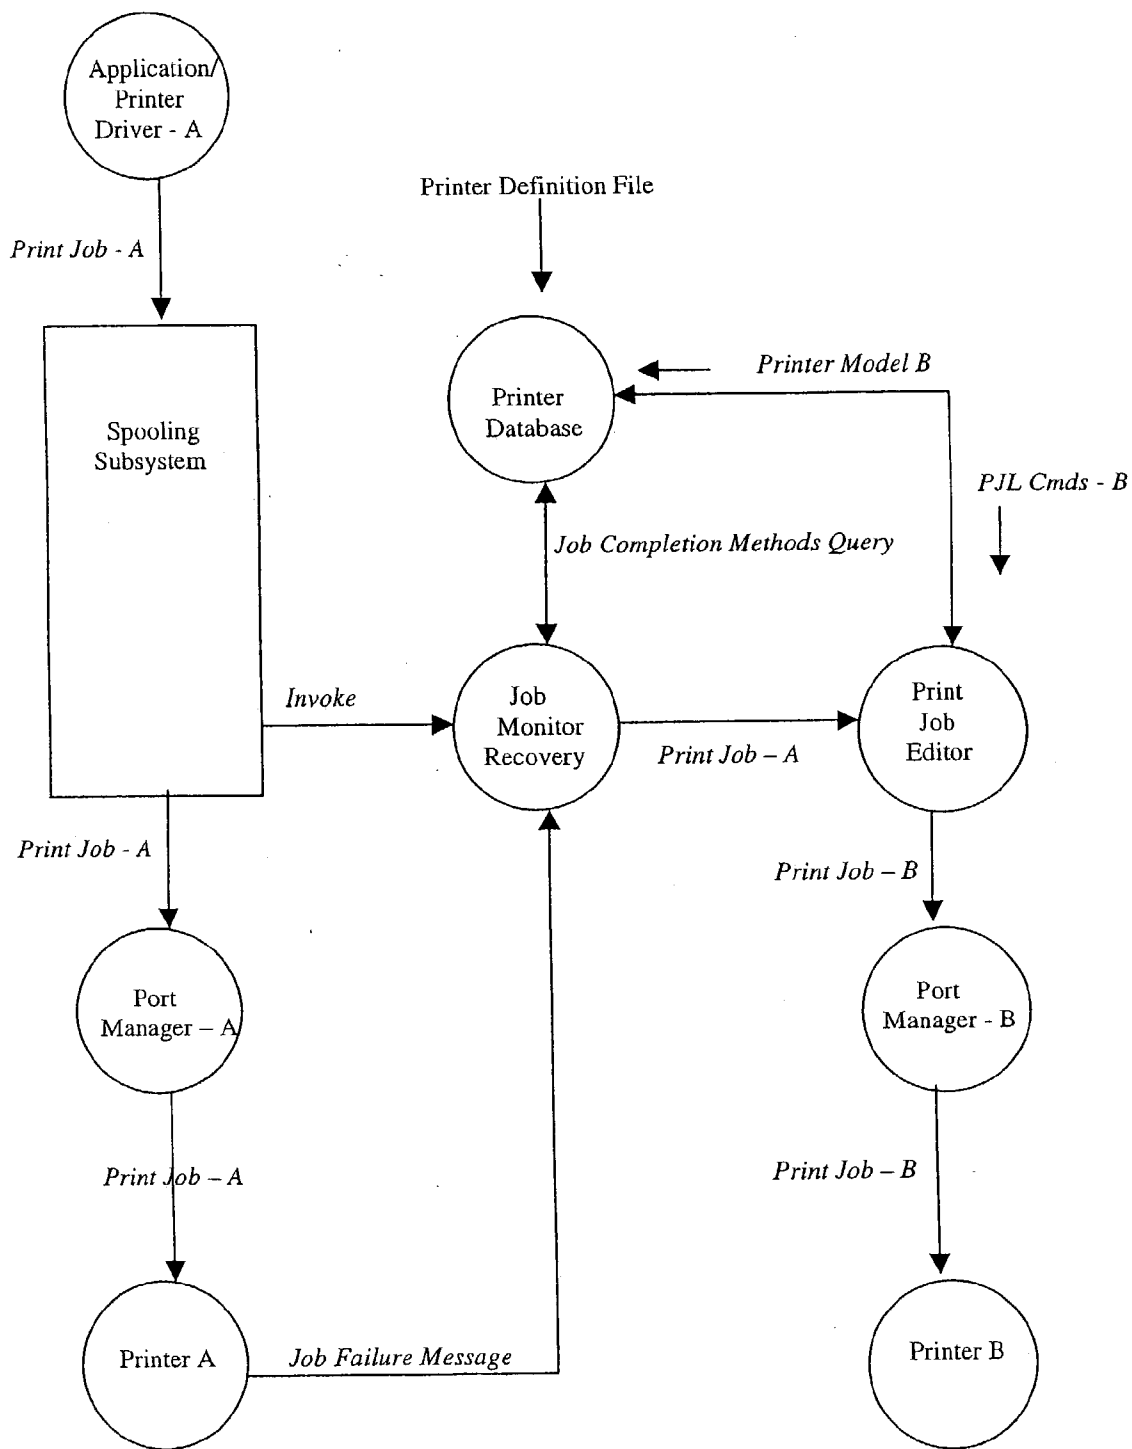 Application/
Printer
Driver - A
Printer Definition File
Print Job - A
Printer Model B
Printer
Database
Spooling
Subsystem
PJL Cmds - B
Job Completion Methods Query
Invoke
Job
Monitor
Recovery
Print
Job
Editor
Print Job – A
Print Job - A
Print Job – B
Port
Manager – A
Port
Manager - B
Print Job – A
Print Job – B
Printer A
Job Failure Message
Printer B